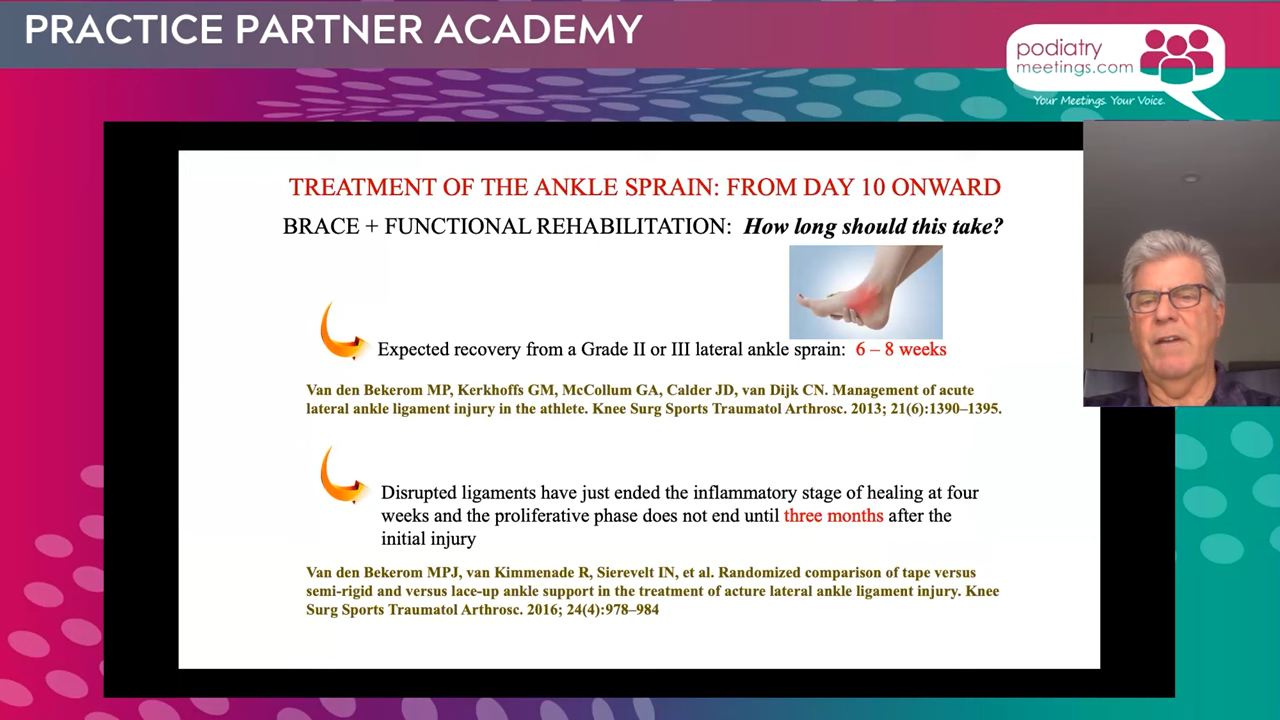 PRACTICE PARTNER ACADEMY
podiatry
meetings.com
Your Meetings. Your Voice.
TREATMENT OF THE ANKLE SPRAIN: FROM DAY 10 ONWARD
BRACE + FUNCTIONAL REHABILITATION: How long should this take?
Expected recovery from a Grade II or III lateral ankle sprain: 6 – 8 weeks
Van den Bekerom MP, Kerkhoffs GM, McCollum GA, Calder JD, van Dijk CN. Management of acute
lateral ankle ligament injury in the athlete. Knee Surg Sports Traumatol Arthrosc. 2013; 21(6):1390–1395.
Disrupted ligaments have just ended the inflammatory stage of healing at four
weeks and the proliferative phase does not end until three months after the
initial injury
Van den Bekerom MPJ, van Kimmenade R, Sierevelt IN, et al. Randomized comparison of tape versus
semi-rigid and versus lace-up ankle support in the treatment of acture lateral ankle ligament injury. Knee
Surg Sports Traumatol Arthrosc. 2016; 24(4):978–984